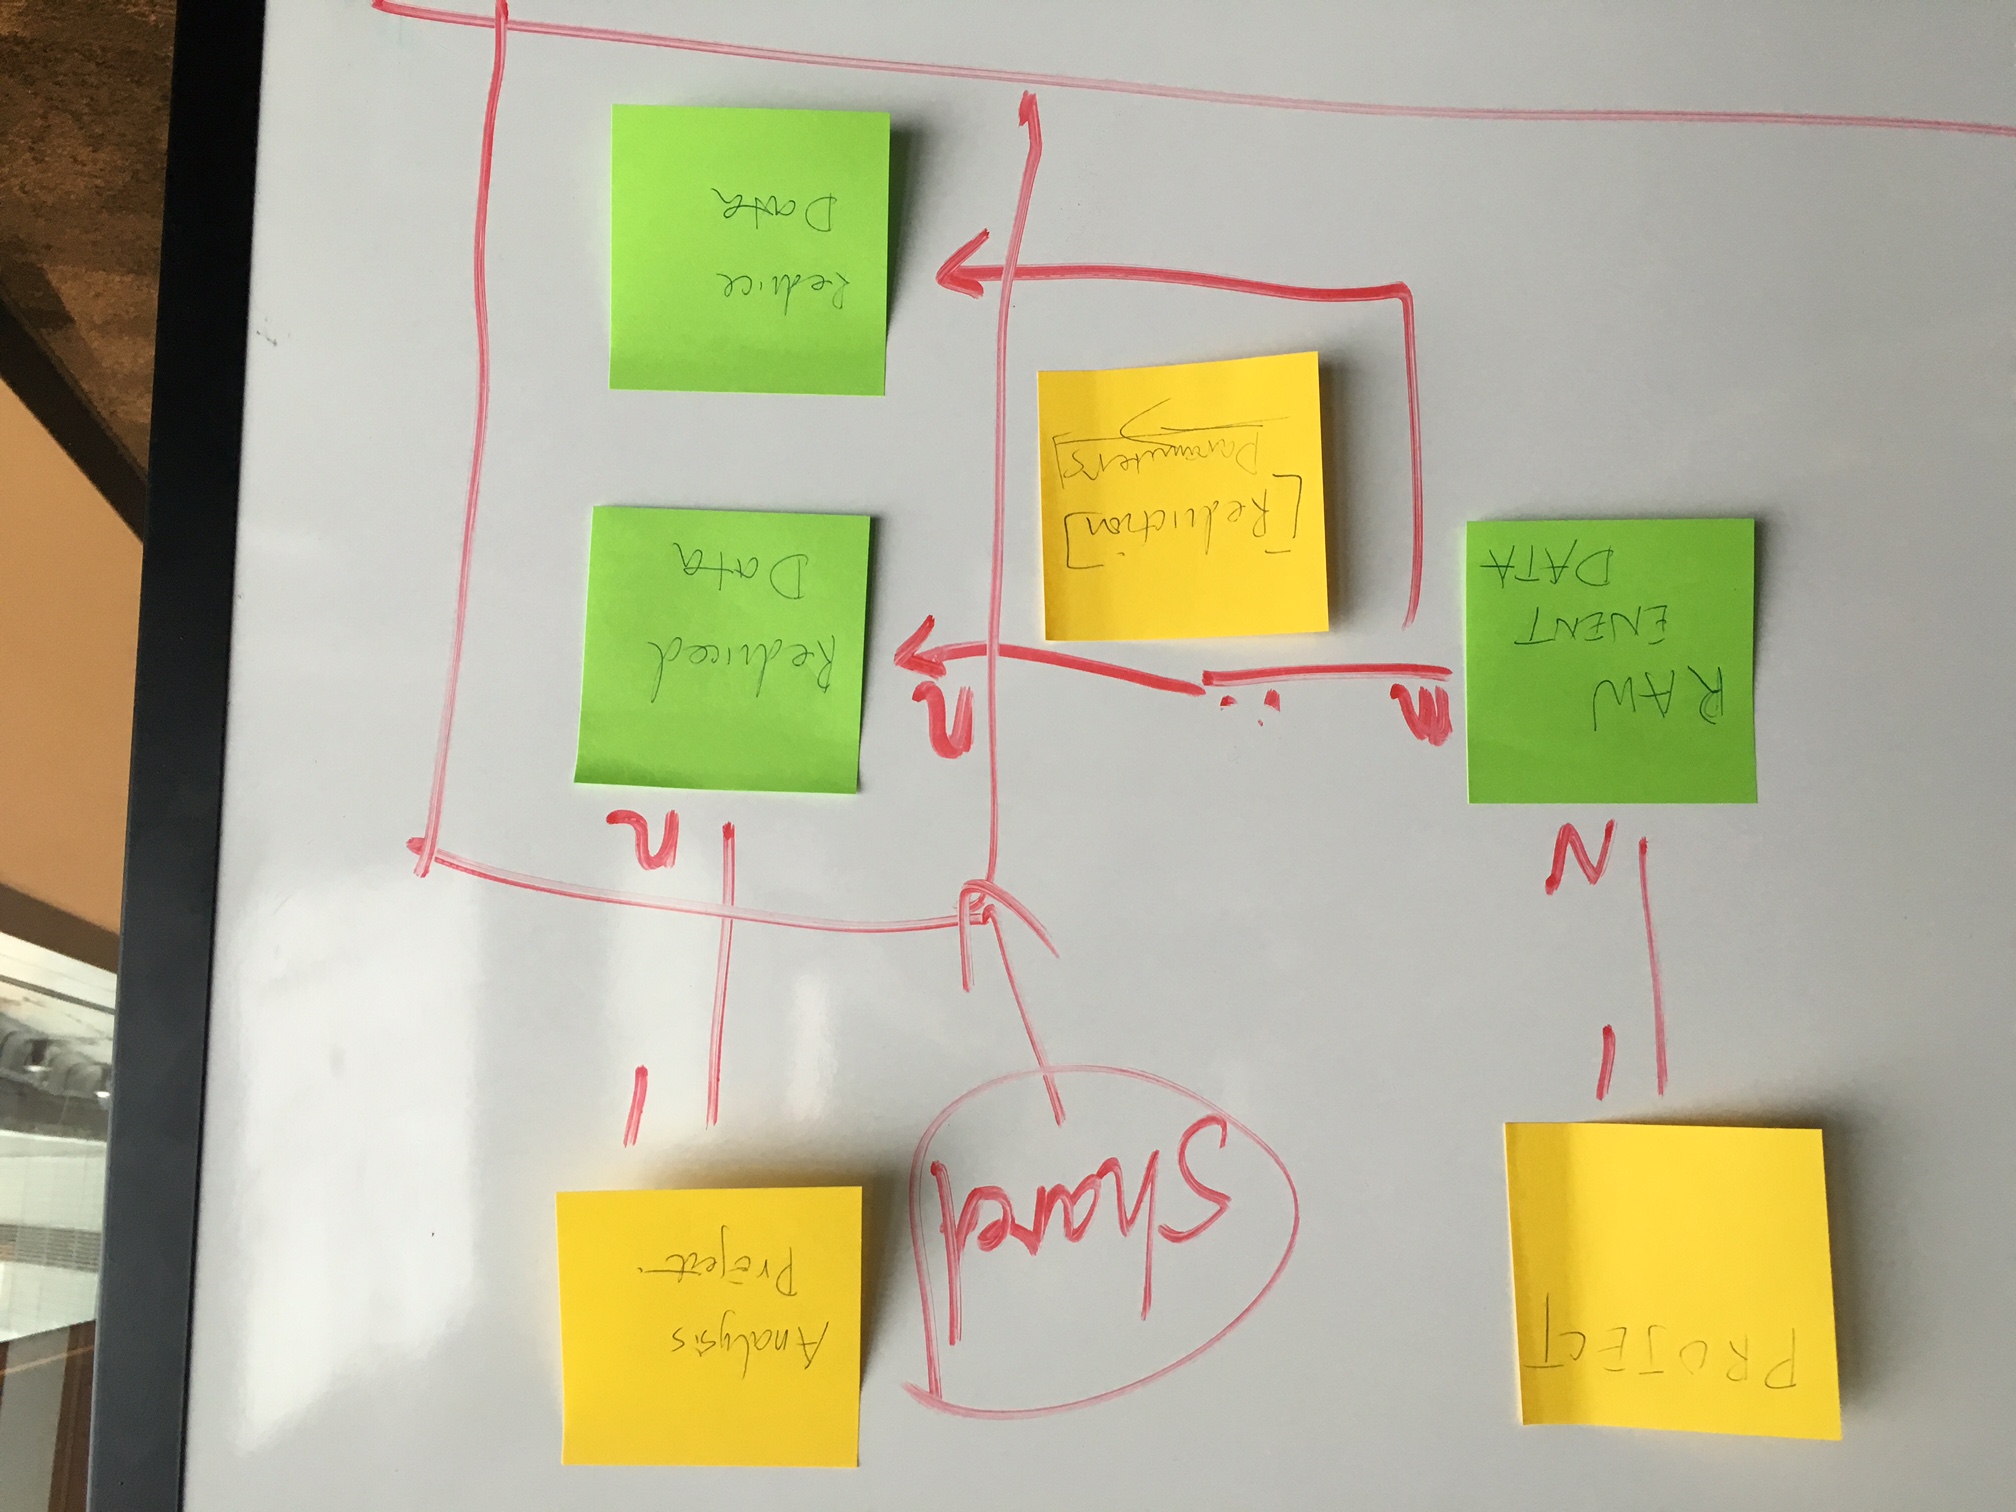 PROJECT
shared
Analysis
Project
1
N
1
n
RAW
ENENT
DATA
m
n
Reduced
Data
[Reduction]
Parameters]
Reduce
Data